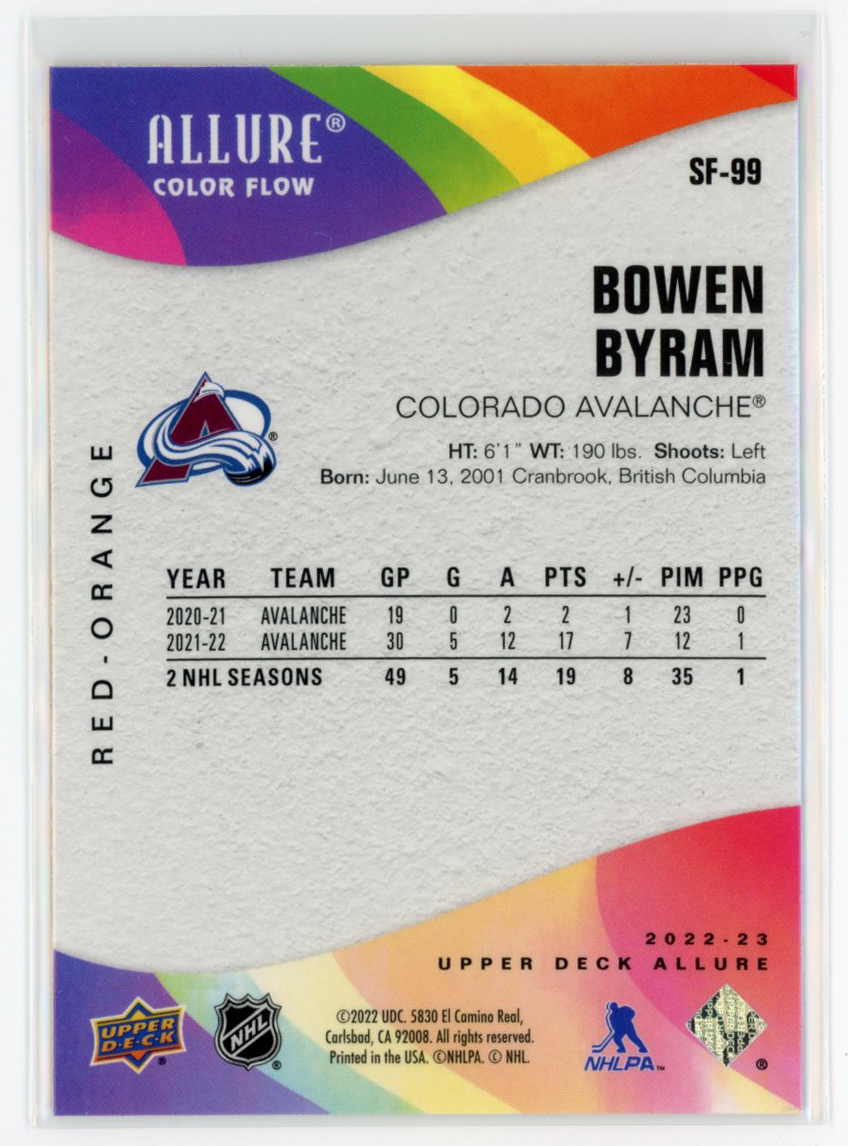 ALLURE®
COLOR FLOW
SF-99
BOWEN
BYRAM
COLORADO AVALANCHE®
HT: 6'1" WT: 190 lbs. Shoots: Left
Born: June 13, 2001 Cranbrook, British Columbia
®
RED-ORANGE
YEAR TEAM GP G A PTS +/- PIM PPG
2020-21 AVALANCHE 19 0 2 2 1 23 0
2021-22 AVALANCHE 30 5 12 17 7 12 1
2 NHL SEASONS 49 5 14 19 8 35 1
2022-23
UPPER DECK ALLURE
UPPER
D·E·C·K
®
NHL
®
©2022 UDC. 5830 El Camino Real,
Carlsbad, CA 92008. All rights reserved.
Printed in the USA. ©NHLPA. © NHL.
NHLPA™
®